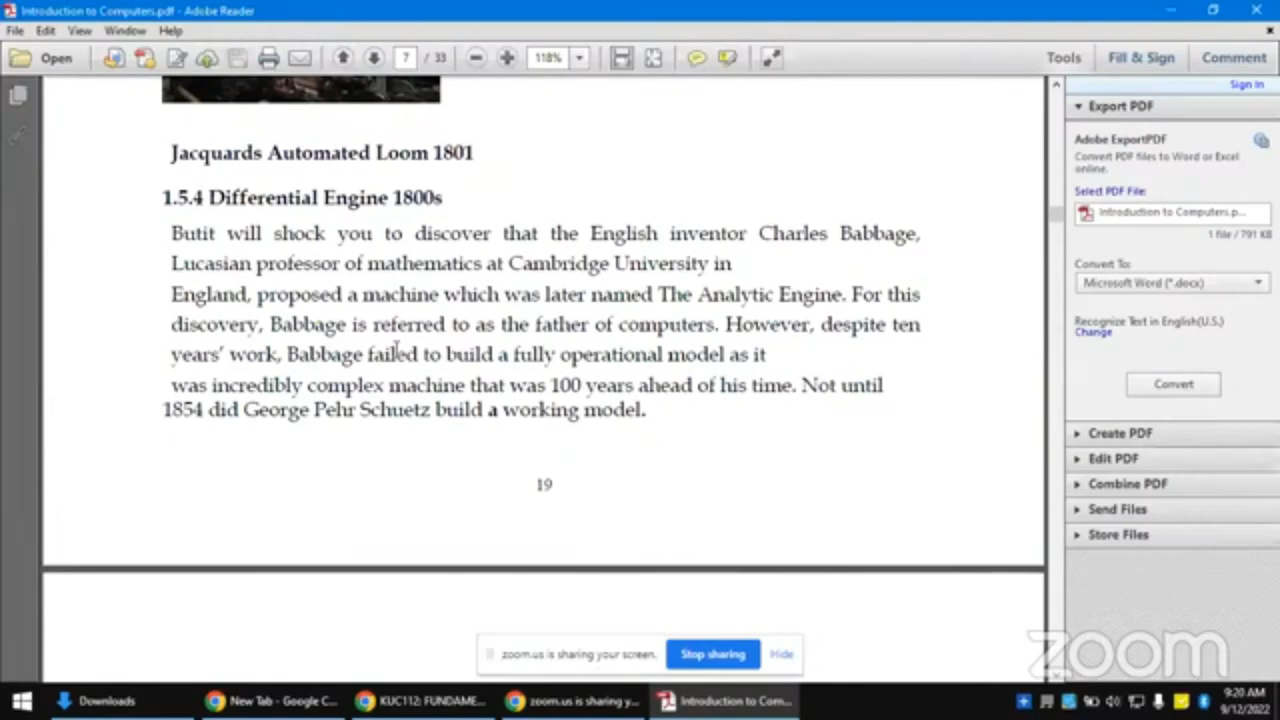 Introduction to Computers.pdf - Adobe Reader
File Edit View Window Help
Open 7 / 33 118% Tools Fill & Sign Comment
Sign In
Export PDF
Adobe ExportPDF
Convert PDF files to Word or Excel
online.
Select PDF File:
Introduction to Computers.p...
1 file / 791 KB
Convert To:
Microsoft Word (*.docx)
Recognize Text in English(U.S.)
Change
Convert
Create PDF
Edit PDF
Combine PDF
Send Files
Store Files
Jacquards Automated Loom 1801
1.5.4 Differential Engine 1800s
Butit will shock you to discover that the English inventor Charles Babbage,
Lucasian professor of mathematics at Cambridge University in
England, proposed a machine which was later named The Analytic Engine. For this
discovery, Babbage is referred to as the father of computers. However, despite ten
years' work, Babbage failed to build a fully operational model as it
was incredibly complex machine that was 100 years ahead of his time. Not until
1854 did George Pehr Schuetz build a working model.
19
zoom.us is sharing your screen. Stop sharing Hide
zoom
Downloads New Tab - Google C... KUC112: FUNDAME... zoom.us is sharing y... Introduction to Com...
9:20 AM
9/12/2022